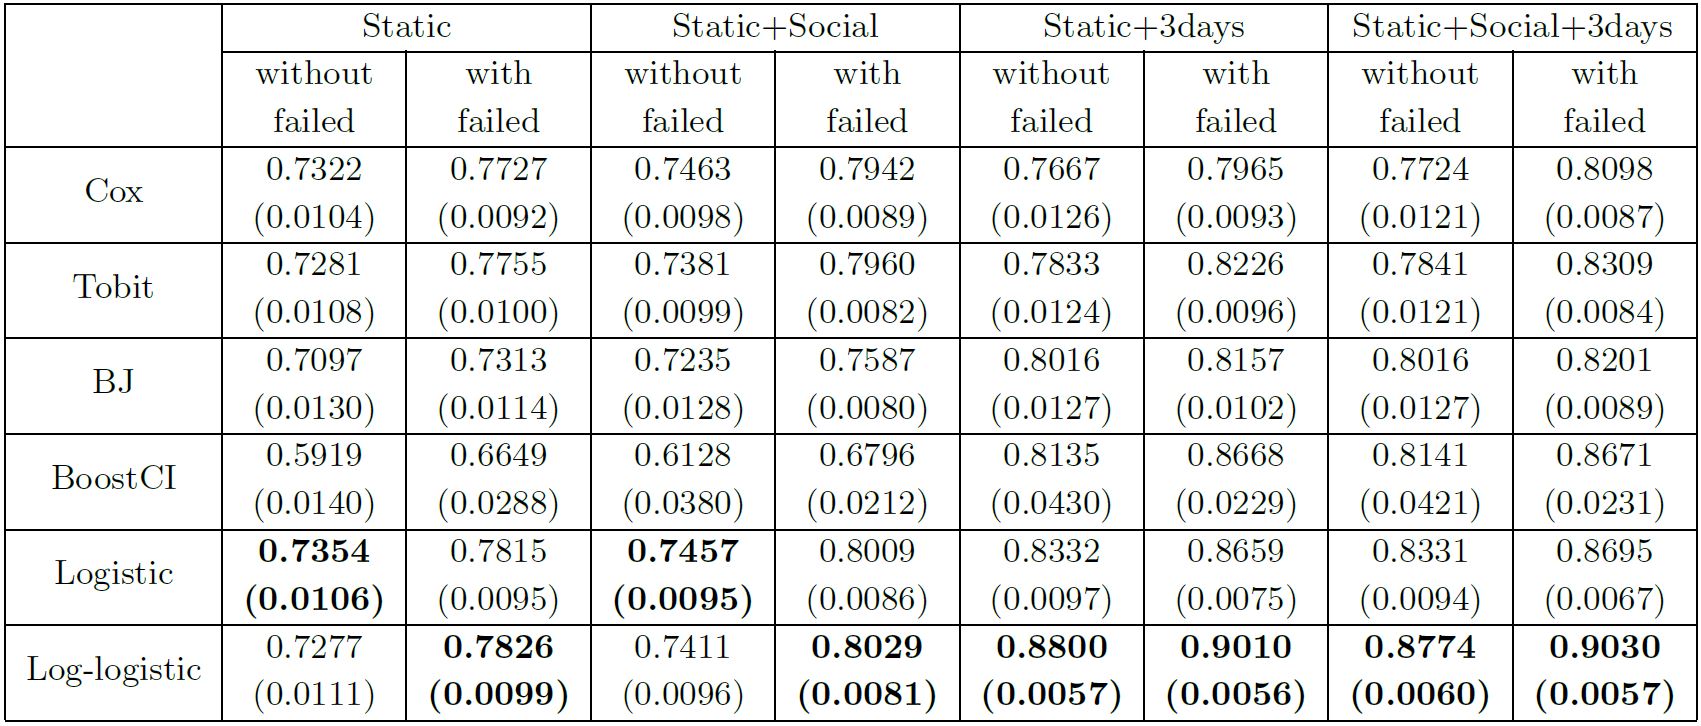 Static Static+Social Static+3days Static+Social+3days
without with without with without with without with
failed failed failed failed failed failed failed failed
Cox
0.7322 0.7727 0.7463 0.7942 0.7667 0.7965 0.7724 0.8098
(0.0104) (0.0092) (0.0098) (0.0089) (0.0126) (0.0093) (0.0121) (0.0087)
Tobit
0.7281 0.7755 0.7381 0.7960 0.7833 0.8226 0.7841 0.8309
(0.0108) (0.0100) (0.0099) (0.0082) (0.0124) (0.0096) (0.0121) (0.0084)
BJ
0.7097 0.7313 0.7235 0.7587 0.8016 0.8157 0.8016 0.8201
(0.0130) (0.0114) (0.0128) (0.0080) (0.0127) (0.0102) (0.0127) (0.0089)
BoostCI
0.5919 0.6649 0.6128 0.6796 0.8135 0.8668 0.8141 0.8671
(0.0140) (0.0288) (0.0380) (0.0212) (0.0430) (0.0229) (0.0421) (0.0231)
Logistic
0.7354 0.7815 0.7457 0.8009 0.8332 0.8659 0.8331 0.8695
(0.0106) (0.0095) (0.0095) (0.0086) (0.0097) (0.0075) (0.0094) (0.0067)
Log-logistic
0.7277 0.7826 0.7411 0.8029 0.8800 0.9010 0.8774 0.9030
(0.0111) (0.0099) (0.0096) (0.0081) (0.0057) (0.0056) (0.0060) (0.0057)